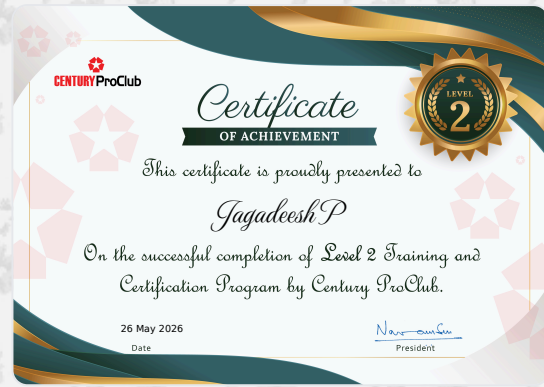 CENTURY ProClub
LEVEL
2
Certificate
OF ACHIEVEMENT
This certificate is proudly presented to
Jagadeesh P
On the successful completion of Level 2 Training and
Certification Program by Century ProClub.
26 May 2026
Date
President